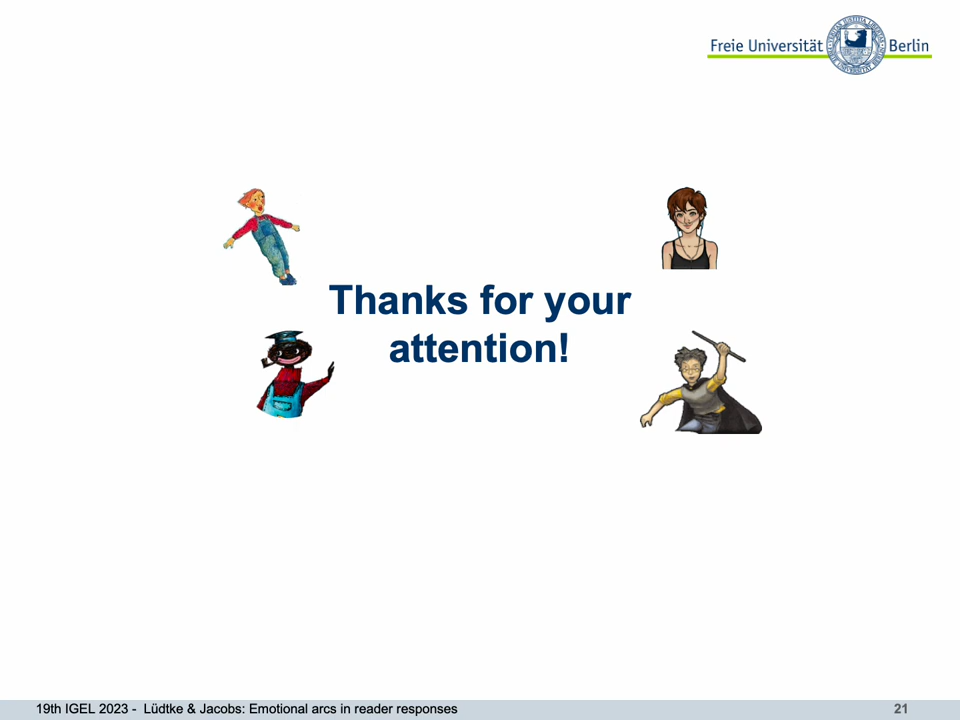 Freie Universität Berlin
Thanks for your
attention!
19th IGEL 2023 - Lüdtke & Jacobs: Emotional arcs in reader responses
21